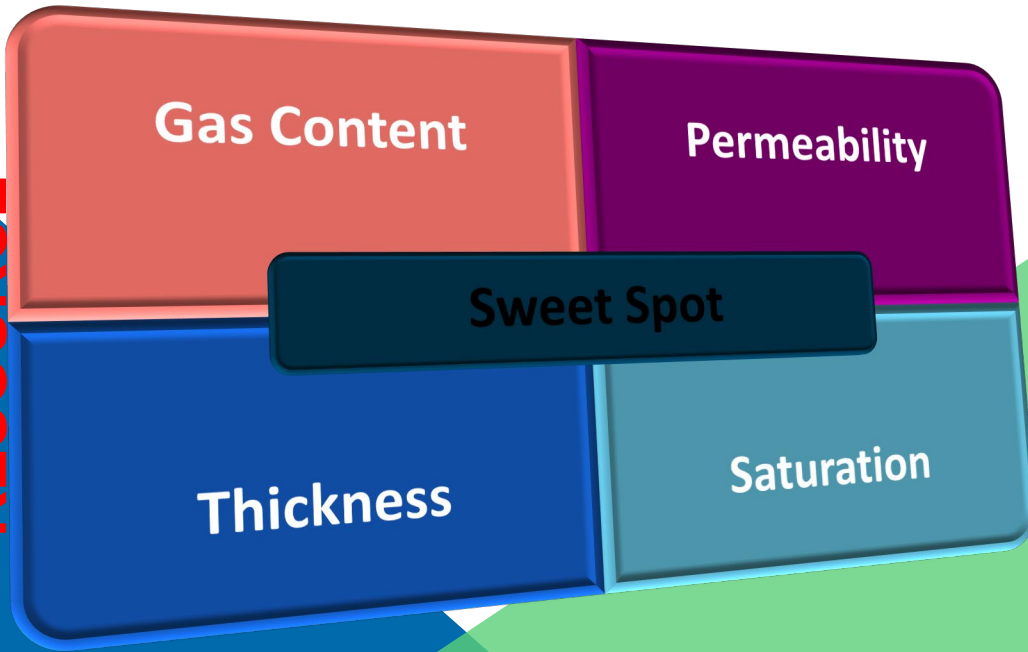 Gas Content
Permeability
Sweet Spot
Thickness
Saturation